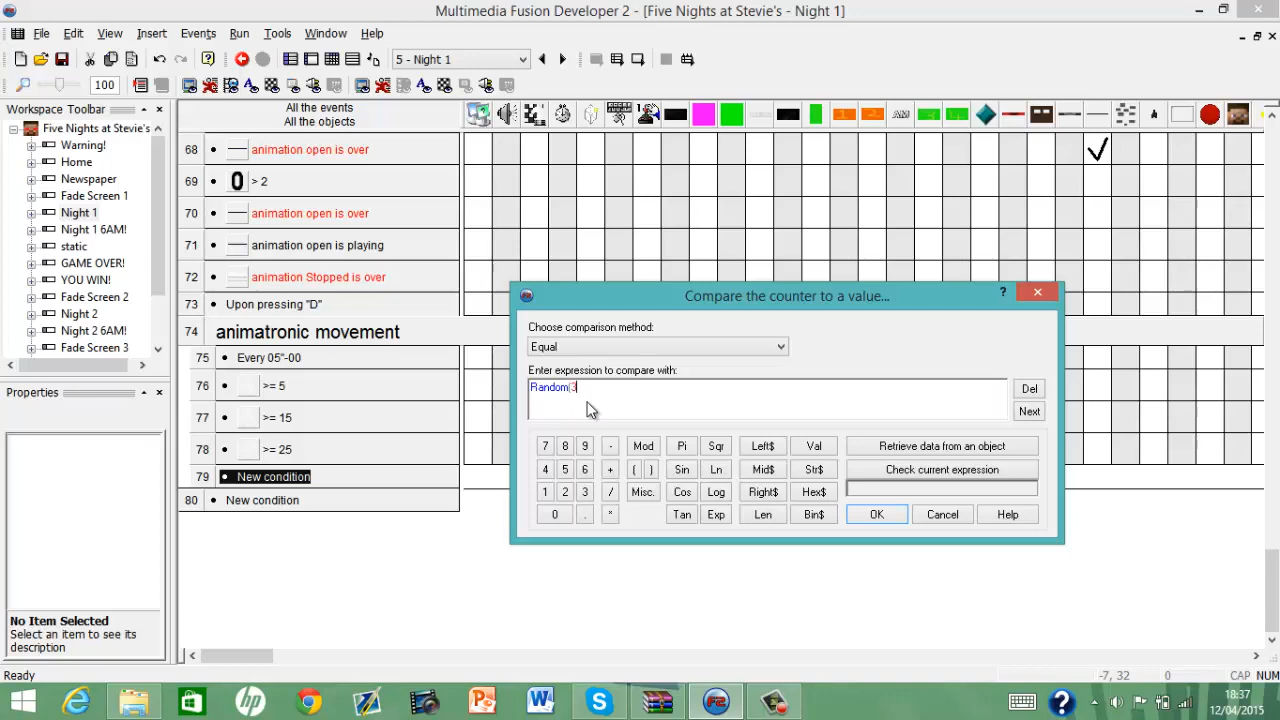 Multimedia Fusion Developer 2 - [Five Nights at Stevie's - Night 1]
File Edit View Insert Events Run Tools Window Help
5 - Night 1
100
Workspace Toolbar
Five Nights at Stevie's
Warning!
Home
Newspaper
Fade Screen 1
Night 1
Night 1 6AM!
static
GAME OVER!
YOU WIN!
Fade Screen 2
Night 2
Night 2 6AM!
Fade Screen 3
Properties
No Item Selected
Select an item to see its
description
All the events
All the objects
68 • animation open is over
69 • 0 > 2
70 • animation open is over
71 • animation open is playing
72 • animation Stopped is over
73 • Upon pressing "D"
74 animatronic movement
75 • Every 05"-00
76 • >= 5
77 • >= 15
78 • >= 25
79 • New condition
80 • New condition
Compare the counter to a value...
Choose comparison method:
Equal
Enter expression to compare with:
Random(3
Del
Next
7 8 9 - Mod Pi Sqr Left$ Val Retrieve data from an object
4 5 6 + ( ) Sin Ln Mid$ Str$ Check current expression
1 2 3 / Misc. Cos Log Right$ Hex$
0 . * Tan Exp Len Bin$ OK Cancel Help
Ready
-7, 32 0 CAP NUM
18:37
12/04/2015